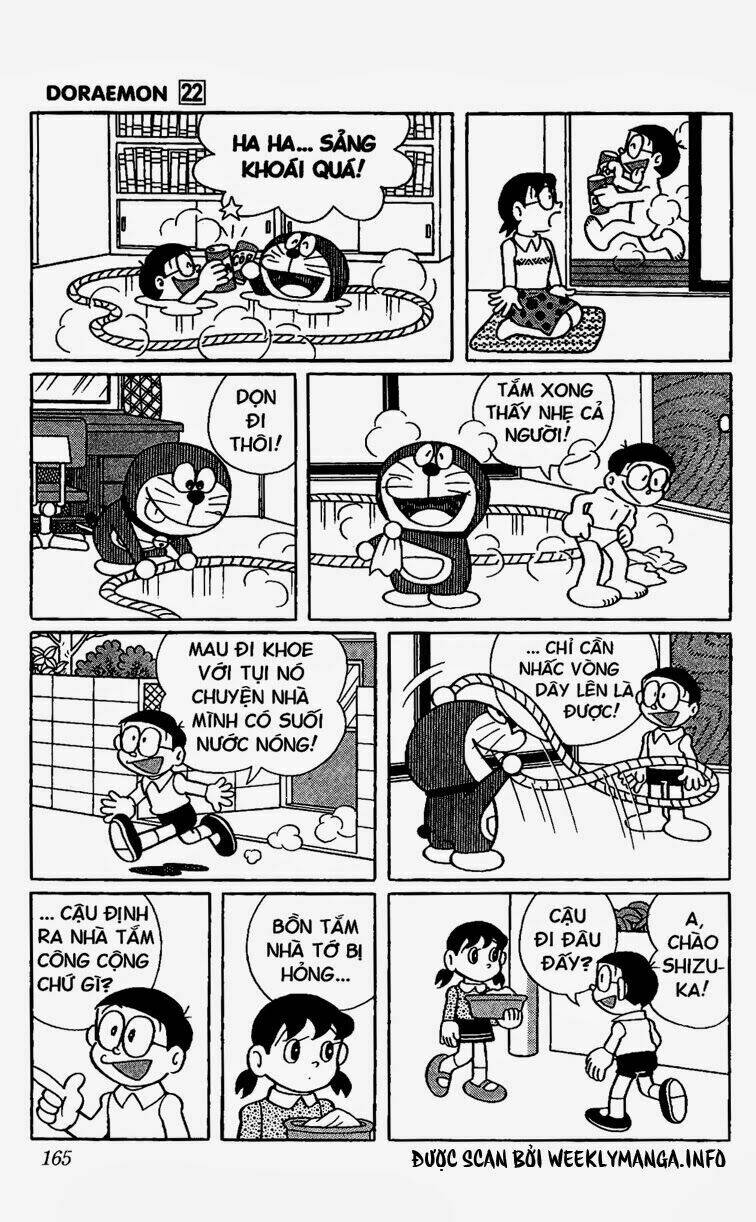 DORAEMON 22
HA HA... SẢNG
KHOÁI QUÁ!
TẮM XONG
THẤY NHẸ CẢ
NGƯỜI!
DỌN
ĐI
THÔI!
... CHỈ CẦN
NHẤC VÒNG
DÂY LÊN LÀ
ĐƯỢC!
MAU ĐI KHOE
VỚI TỤI NÓ
CHUYỆN NHÀ
MÌNH CÓ SUỐI
NƯỚC NÓNG!
A,
CHÀO
SHIZU-
KA!
CẬU
ĐI ĐÂU
ĐẤY?
BỒN TẮM
NHÀ TỚ BỊ
HỎNG...
... CẬU ĐỊNH
RA NHÀ TẮM
CÔNG CỘNG
CHỨ GÌ?
165
ĐƯỢC SCAN BỞI WEEKLYMANGA.INFO